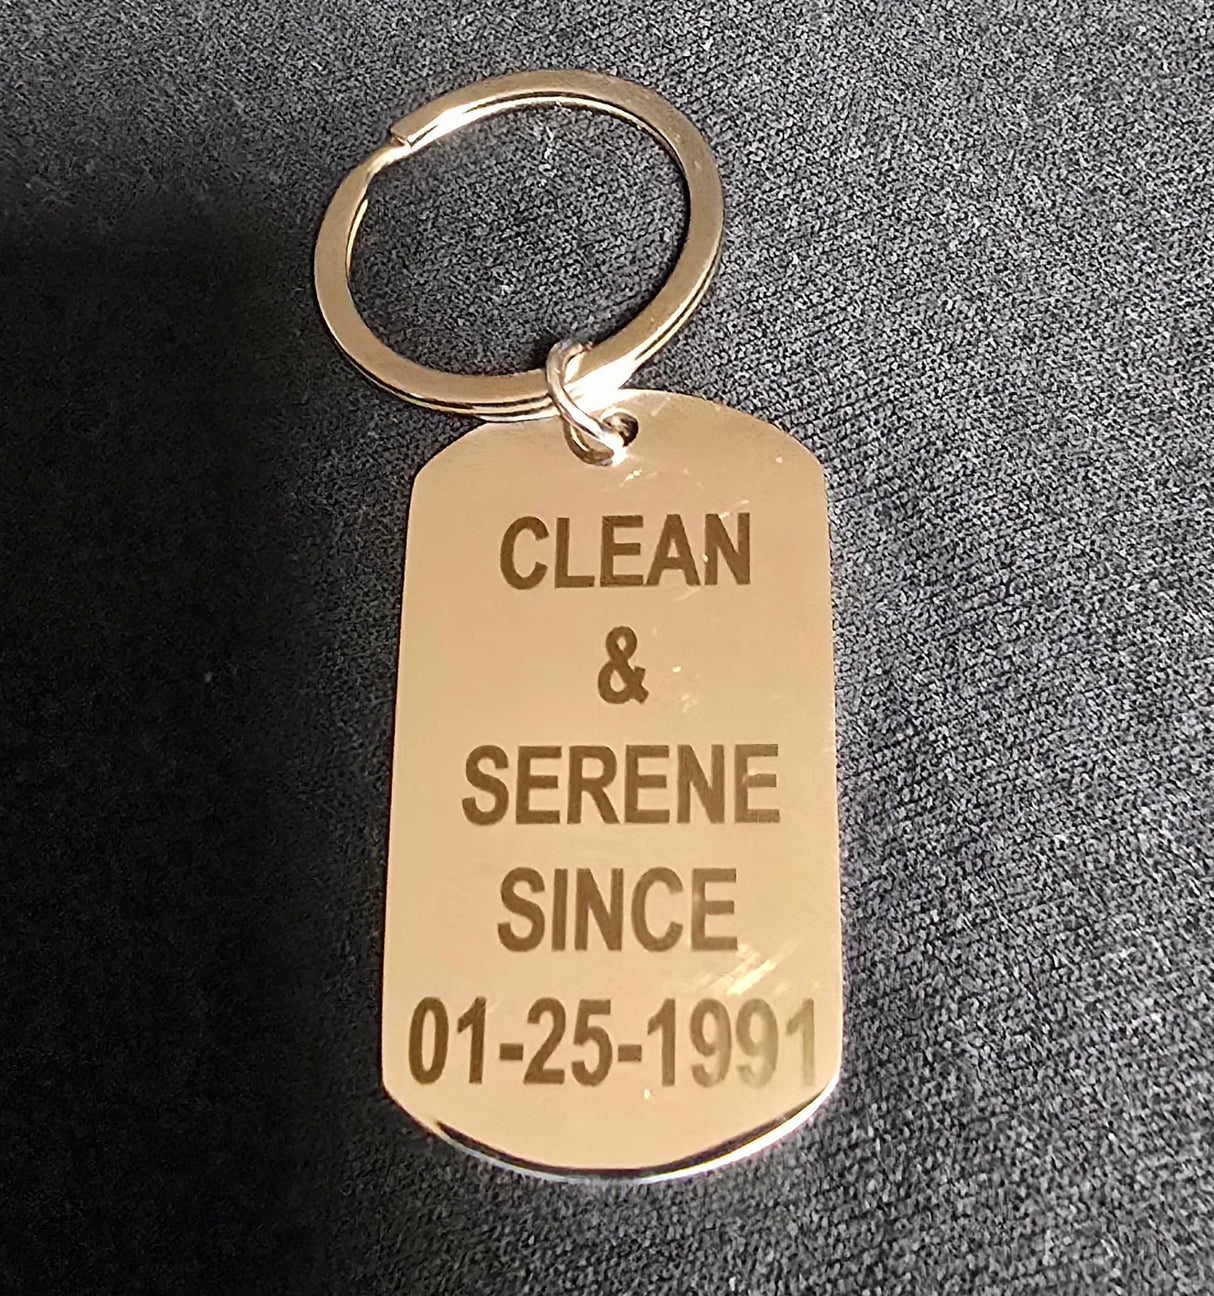 CLEAN
&
SERENE
SINCE
01-25-1991